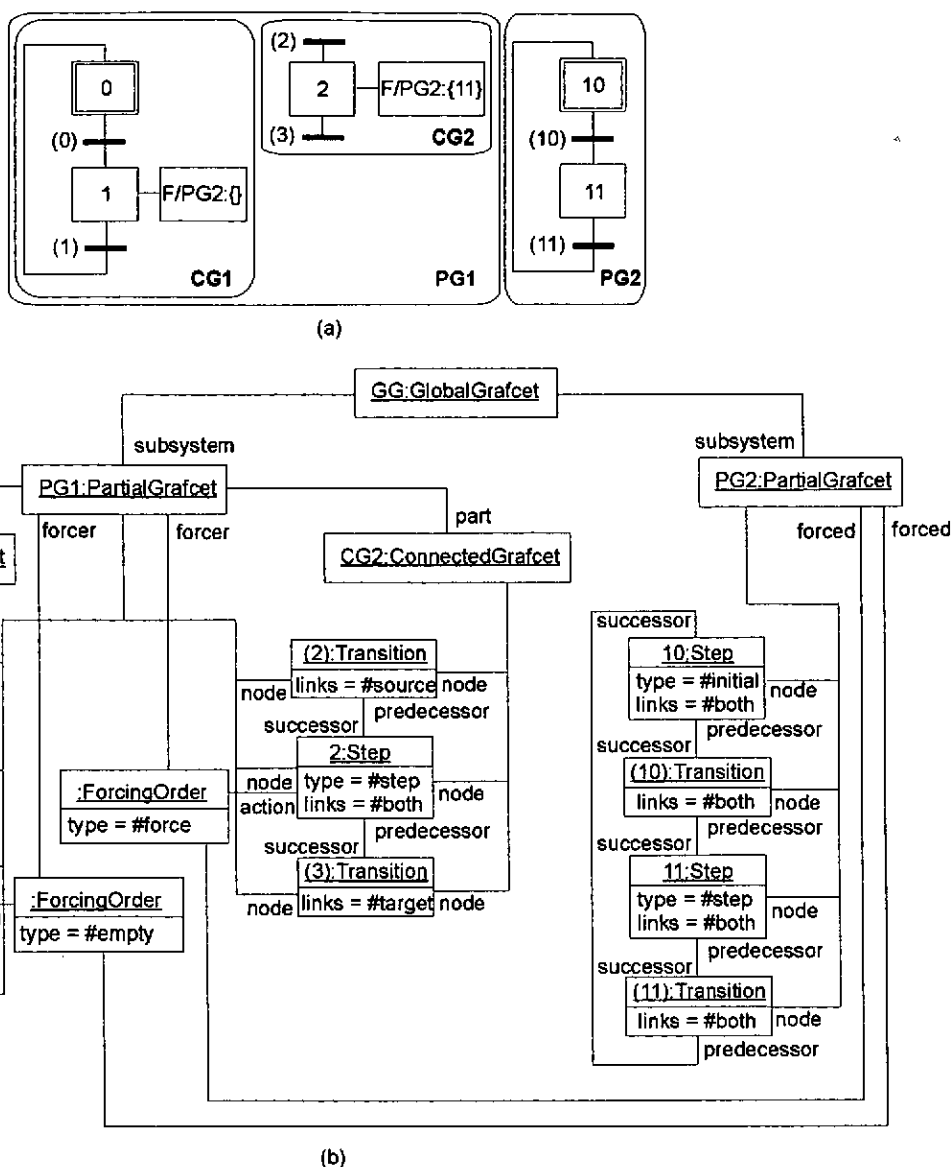 0
(0)
1
F/PG2:{}
(1)
CG1
(2)
2
F/PG2:{11}
(3)
CG2
PG1
10
(10)
11
(11)
PG2
(a)
GG:GlobalGrafcet
subsystem
subsystem
PG1:PartialGrafcet
PG2:PartialGrafcet
forcer
forcer
part
forced
forced
t
CG2:ConnectedGrafcet
(2):Transition
links = #source
node
node
successor
predecessor
2:Step
type = #step
links = #both
node
action
node
successor
predecessor
(3):Transition
links = #target
node
node
:ForcingOrder
type = #force
:ForcingOrder
type = #empty
successor
10:Step
type = #initial
links = #both
node
predecessor
successor
(10):Transition
links = #both
node
predecessor
successor
11:Step
type = #step
links = #both
node
predecessor
successor
(11):Transition
links = #both
node
predecessor
(b)